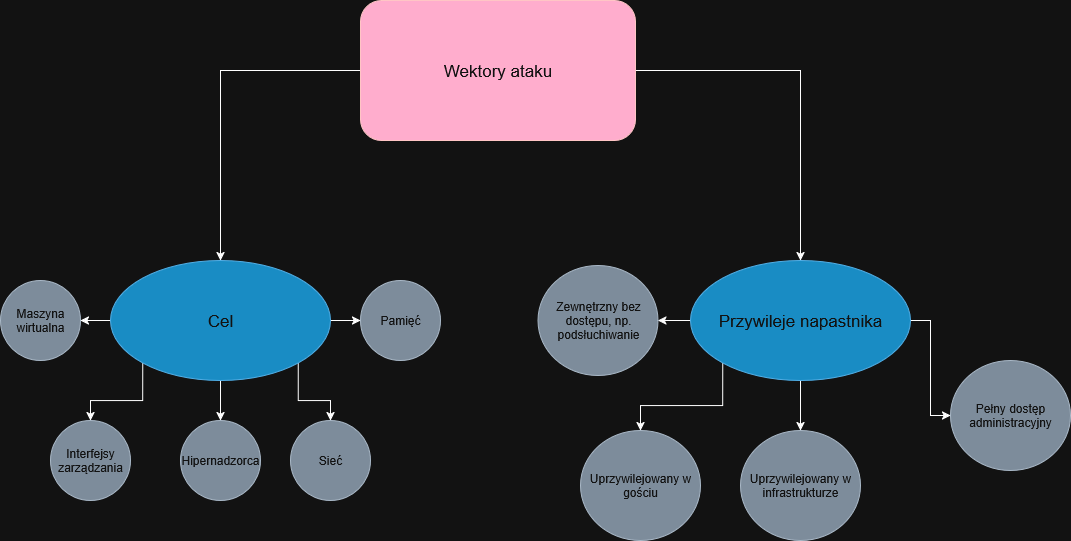 Wektory ataku
Cel
Przywileje napastnika
Maszyna
wirtualna
Pamięć
Zewnętrzny bez
dostępu, np.
podsłuchiwanie
Pełny dostęp
administracyjny
Interfejsy
zarządzania
Hipernadzorca
Sieć
Uprzywilejowany w
gościu
Uprzywilejowany w
infrastrukturze